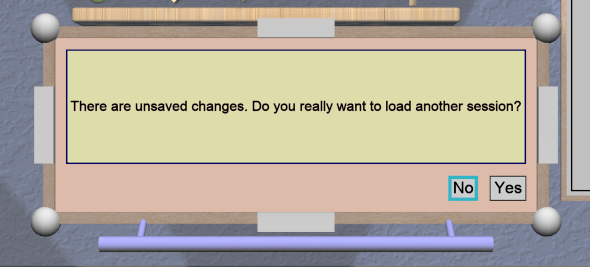 There are unsaved changes. Do you really want to load another session?
No Yes